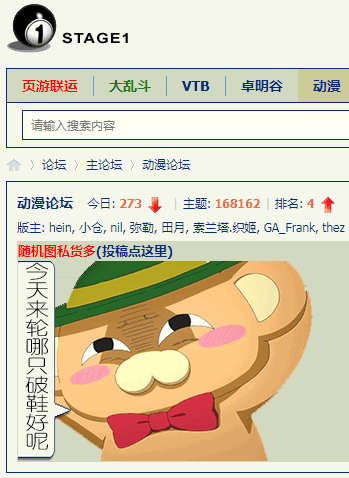 1 STAGE1
页游联运 大乱斗 VTB 卓明谷 动漫
请输入搜索内容
论坛 > 主论坛 > 动漫论坛
动漫论坛 今日: 273 | 主题: 168162 | 排名: 4
版主: hein, 小仓, nil, 弥勒, 田月, 索兰塔.织姬, GA_Frank, thez
随机图私货多(投稿点这里)
今天来轮哪只破鞋好呢